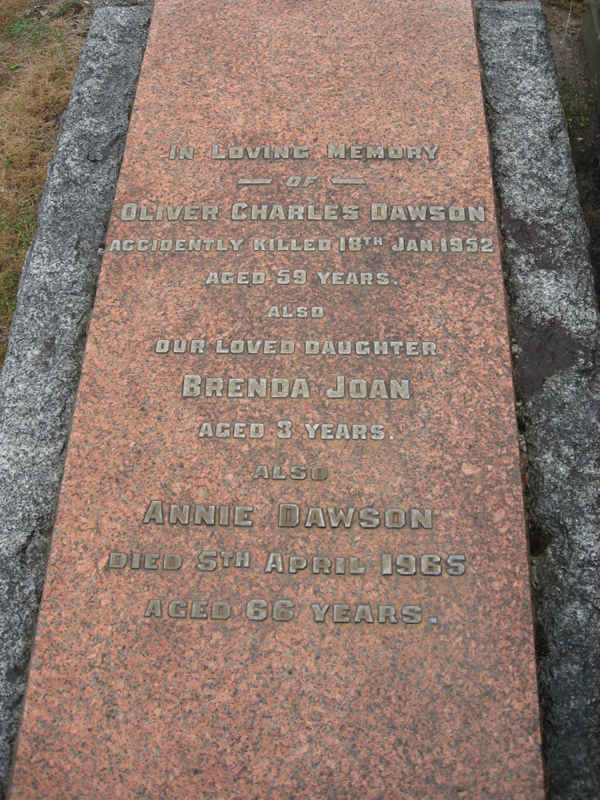 In Loving Memory
— OF —
Oliver Charles Dawson
ACCIDENTLY KILLED 18TH JAN. 1952
AGED 59 YEARS.
ALSO
OUR LOVED DAUGHTER
Brenda Joan
AGED 3 YEARS.
ALSO
Annie Dawson
DIED 5TH April 1965
AGED 66 YEARS.